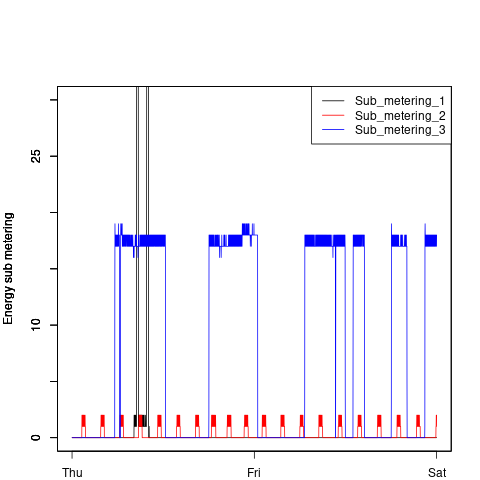 Sub_metering_1
Sub_metering_2
Sub_metering_3
Energy sub metering
25
10
0
Thu
Fri
Sat